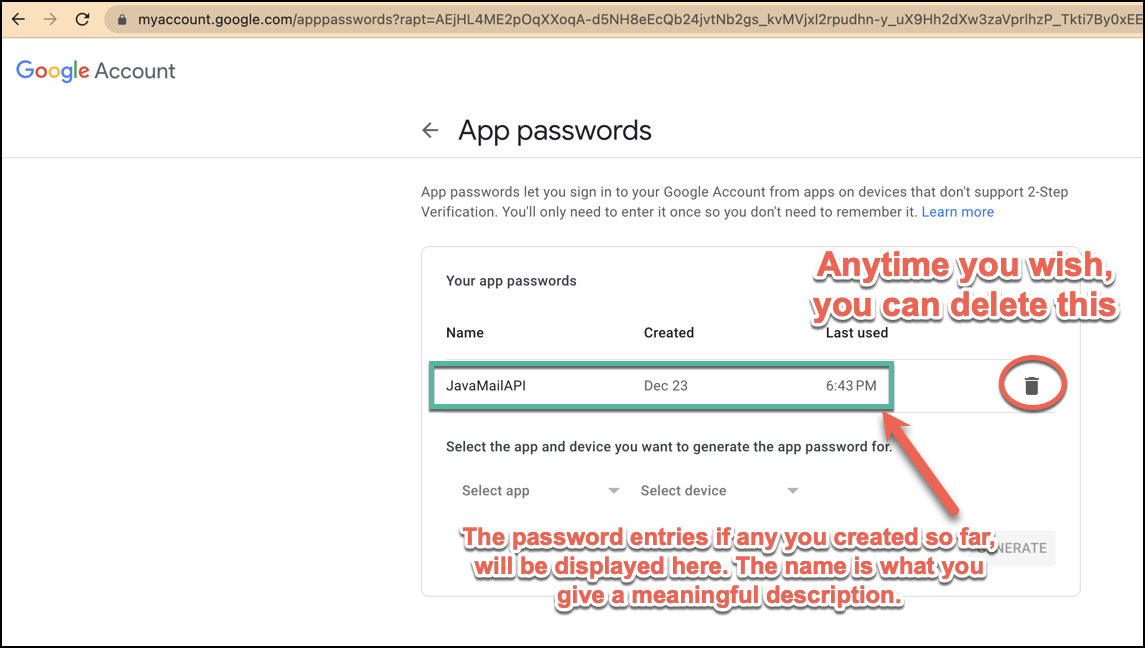 myaccount.google.com/apppasswords?rapt=AEjHL4ME2pOqXXoqA-d5NH8eEcQb24jvtNb2gs_kvMVjxl2rpudhn-y_uX9Hh2dXw3zaVprlhzP_Tkti7By0xEE
Google Account
App passwords
App passwords let you sign in to your Google Account from apps on devices that don't support 2-Step
Verification. You'll only need to enter it once so you don't need to remember it. Learn more
Anytime you wish,
you can delete this
Your app passwords
Name Created Last used
JavaMailAPI Dec 23 6:43 PM
Select the app and device you want to generate the app password for.
Select app Select device
The password entries if any you created so far,
will be displayed here. The name is what you
give a meaningful description.
NERATE